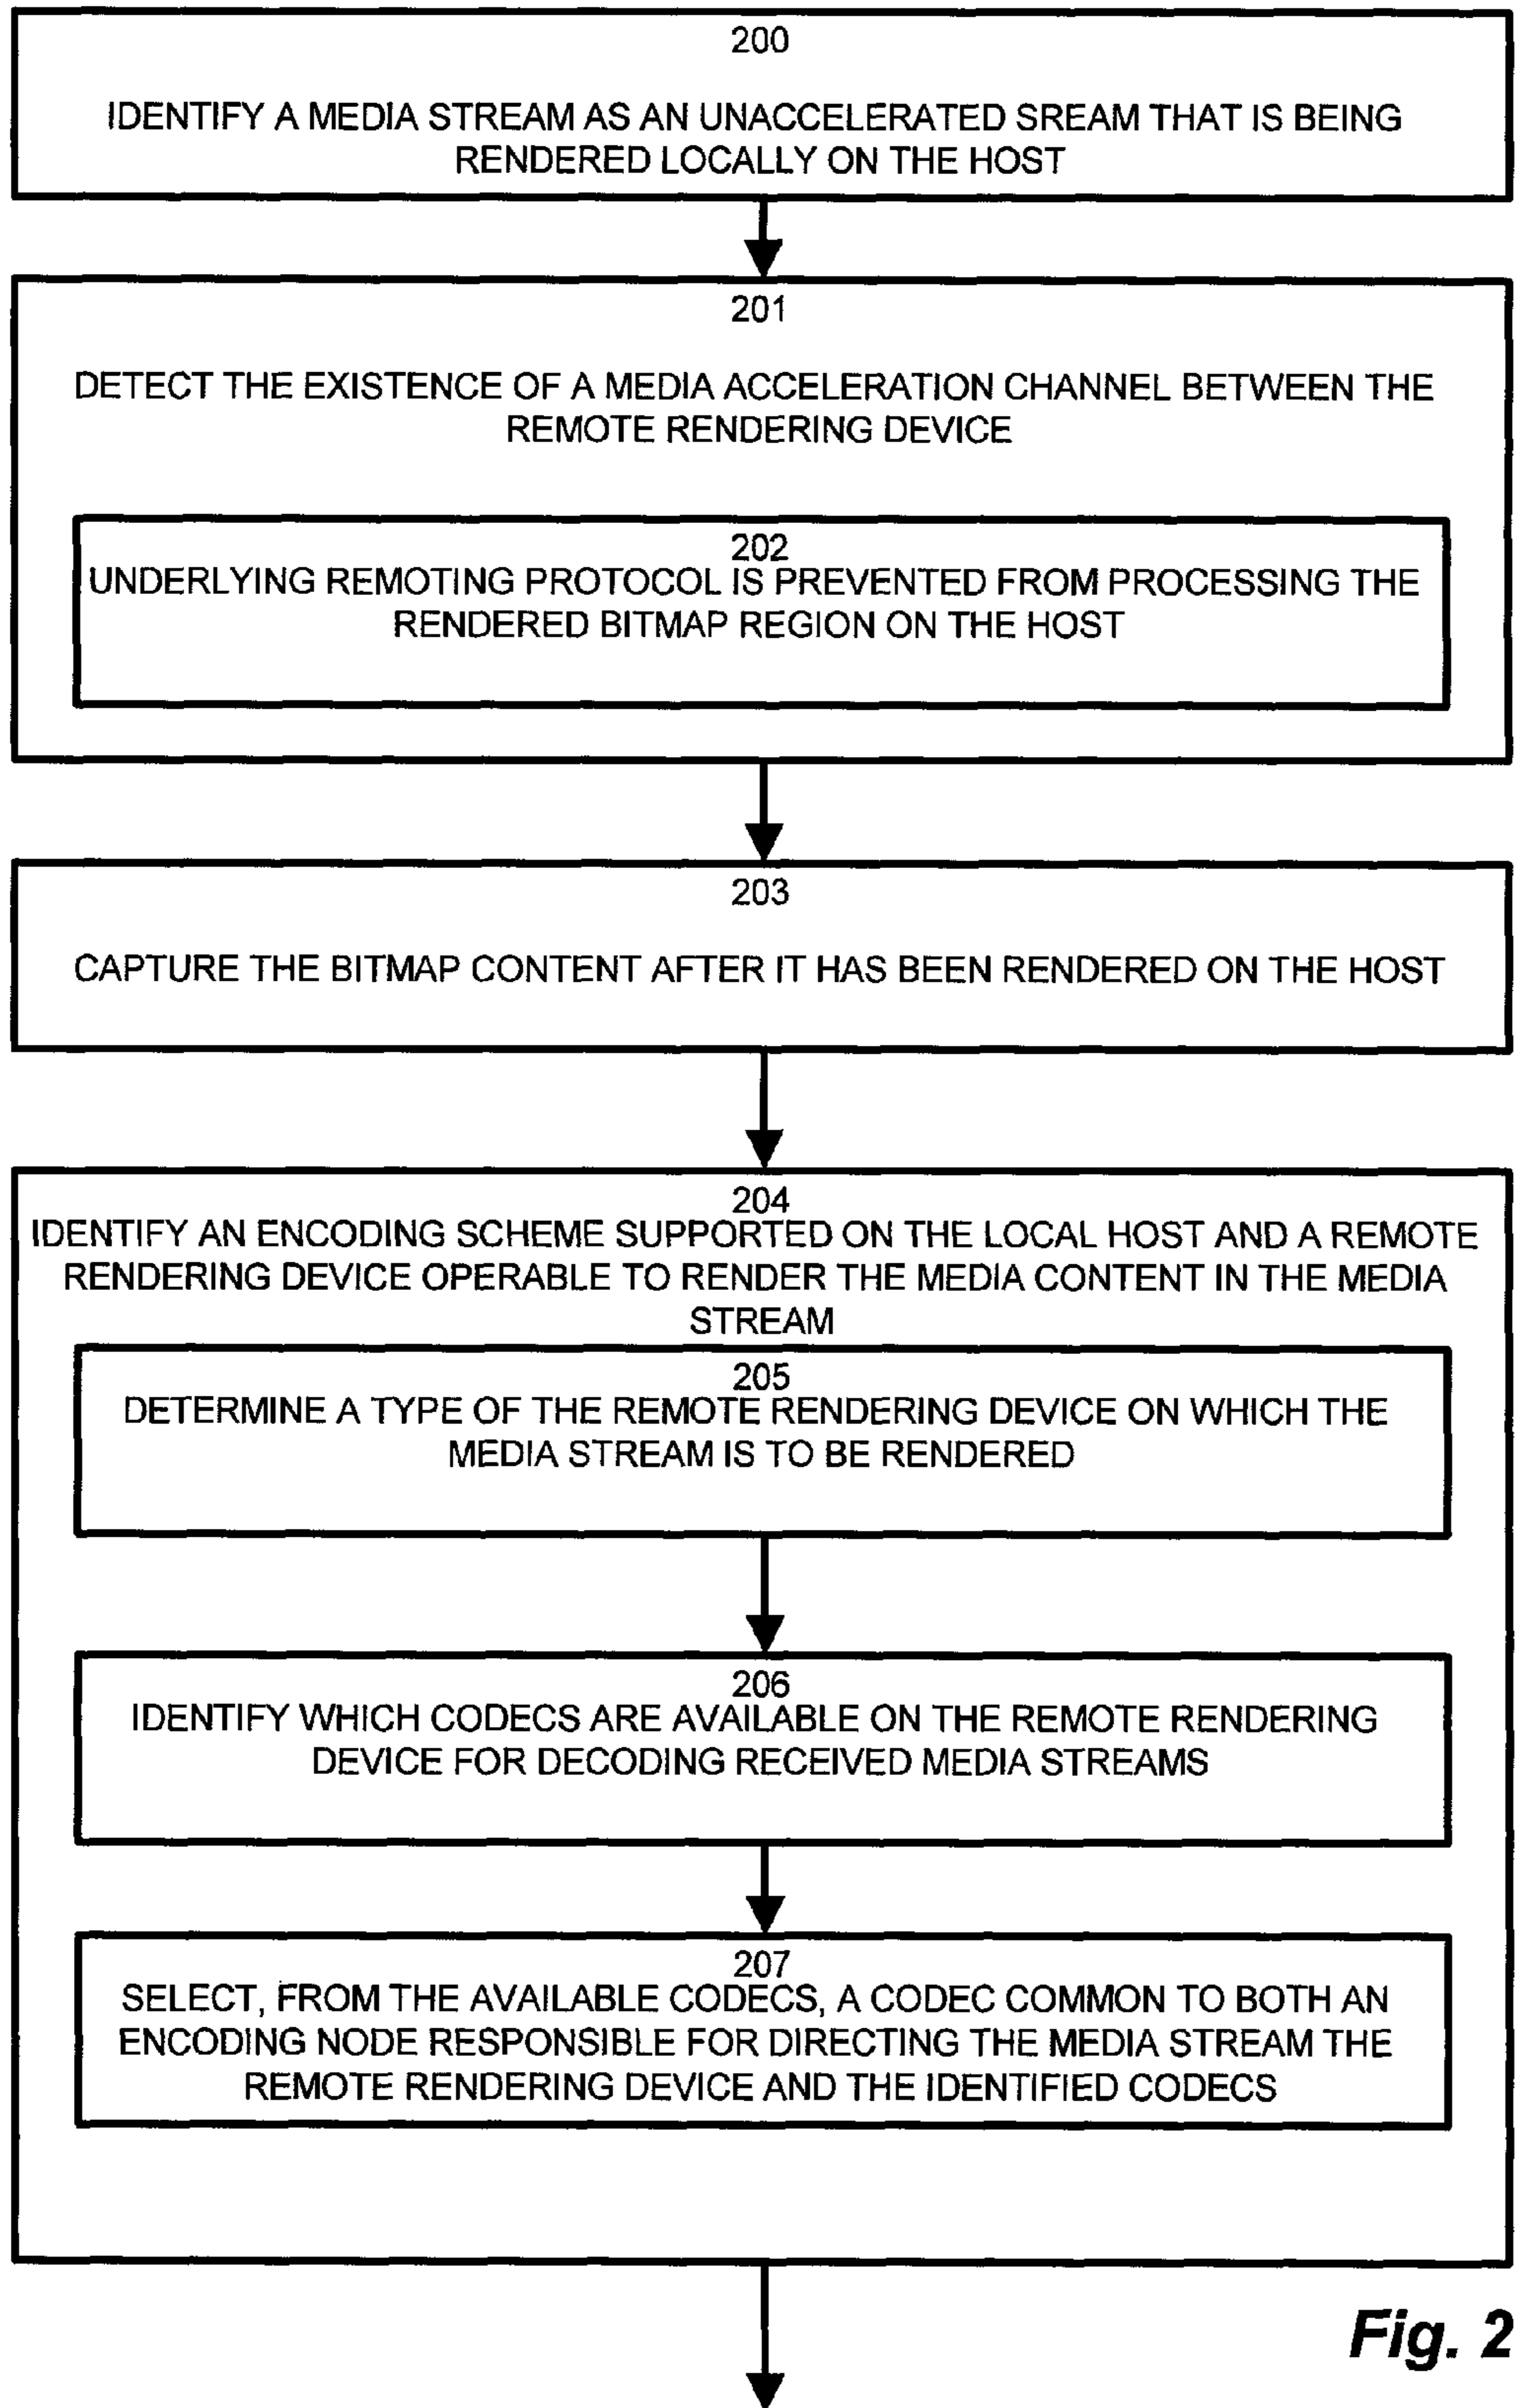 200
IDENTIFY A MEDIA STREAM AS AN UNACCELERATED SREAM THAT IS BEING
RENDERED LOCALLY ON THE HOST
201
DETECT THE EXISTENCE OF A MEDIA ACCELERATION CHANNEL BETWEEN THE
REMOTE RENDERING DEVICE
202
UNDERLYING REMOTING PROTOCOL IS PREVENTED FROM PROCESSING THE
RENDERED BITMAP REGION ON THE HOST
203
CAPTURE THE BITMAP CONTENT AFTER IT HAS BEEN RENDERED ON THE HOST
204
IDENTIFY AN ENCODING SCHEME SUPPORTED ON THE LOCAL HOST AND A REMOTE
RENDERING DEVICE OPERABLE TO RENDER THE MEDIA CONTENT IN THE MEDIA
STREAM
205
DETERMINE A TYPE OF THE REMOTE RENDERING DEVICE ON WHICH THE
MEDIA STREAM IS TO BE RENDERED
206
IDENTIFY WHICH CODECS ARE AVAILABLE ON THE REMOTE RENDERING
DEVICE FOR DECODING RECEIVED MEDIA STREAMS
207
SELECT, FROM THE AVAILABLE CODECS, A CODEC COMMON TO BOTH AN
ENCODING NODE RESPONSIBLE FOR DIRECTING THE MEDIA STREAM THE
REMOTE RENDERING DEVICE AND THE IDENTIFIED CODECS
Fig. 2